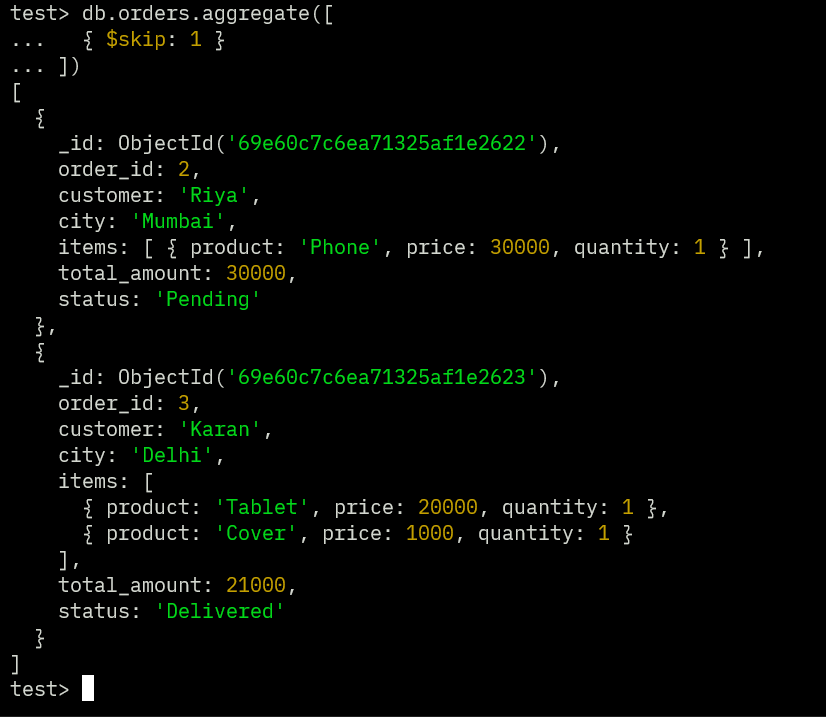 test> db.orders.aggregate([
...   { $skip: 1 }
... ])
[
  {
    _id: ObjectId('69e60c7c6ea71325af1e2622'),
    order_id: 2,
    customer: 'Riya',
    city: 'Mumbai',
    items: [ { product: 'Phone', price: 30000, quantity: 1 } ],
    total_amount: 30000,
    status: 'Pending'
  },
  {
    _id: ObjectId('69e60c7c6ea71325af1e2623'),
    order_id: 3,
    customer: 'Karan',
    city: 'Delhi',
    items: [
      { product: 'Tablet', price: 20000, quantity: 1 },
      { product: 'Cover', price: 1000, quantity: 1 }
    ],
    total_amount: 21000,
    status: 'Delivered'
  }
]
test>